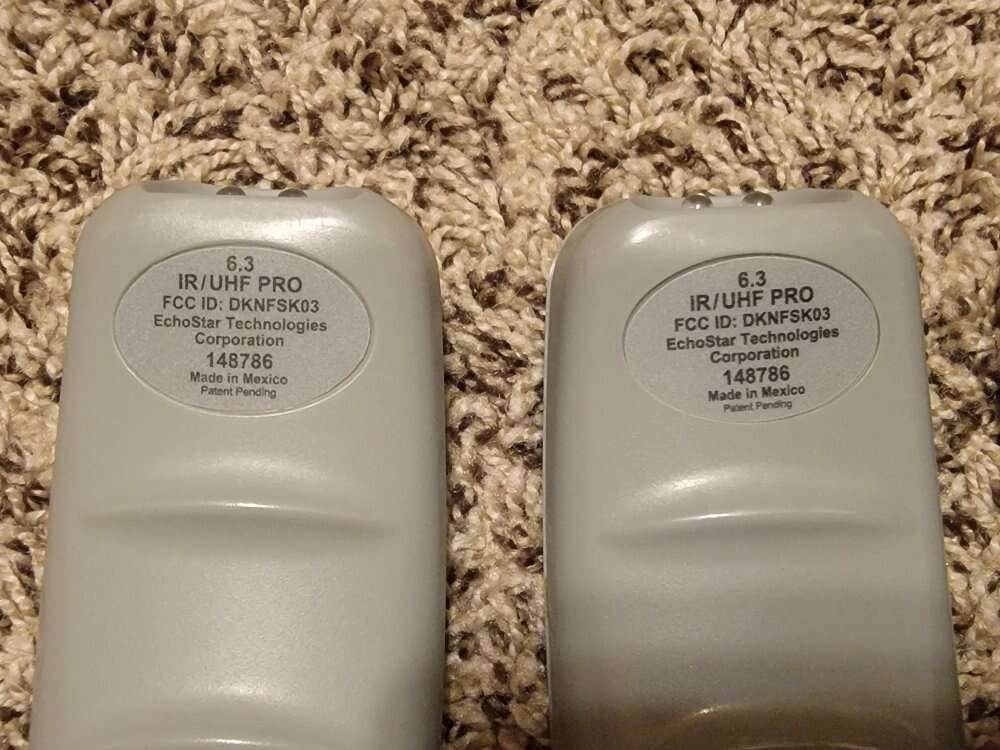 6.3
IR/UHF PRO
FCC ID: DKNFSK03
EchoStar Technologies
Corporation
148786
Made in Mexico
Patent Pending
6.3
IR/UHF PRO
FCC ID: DKNFSK03
EchoStar Technologies
Corporation
148786
Made in Mexico
Patent Pending